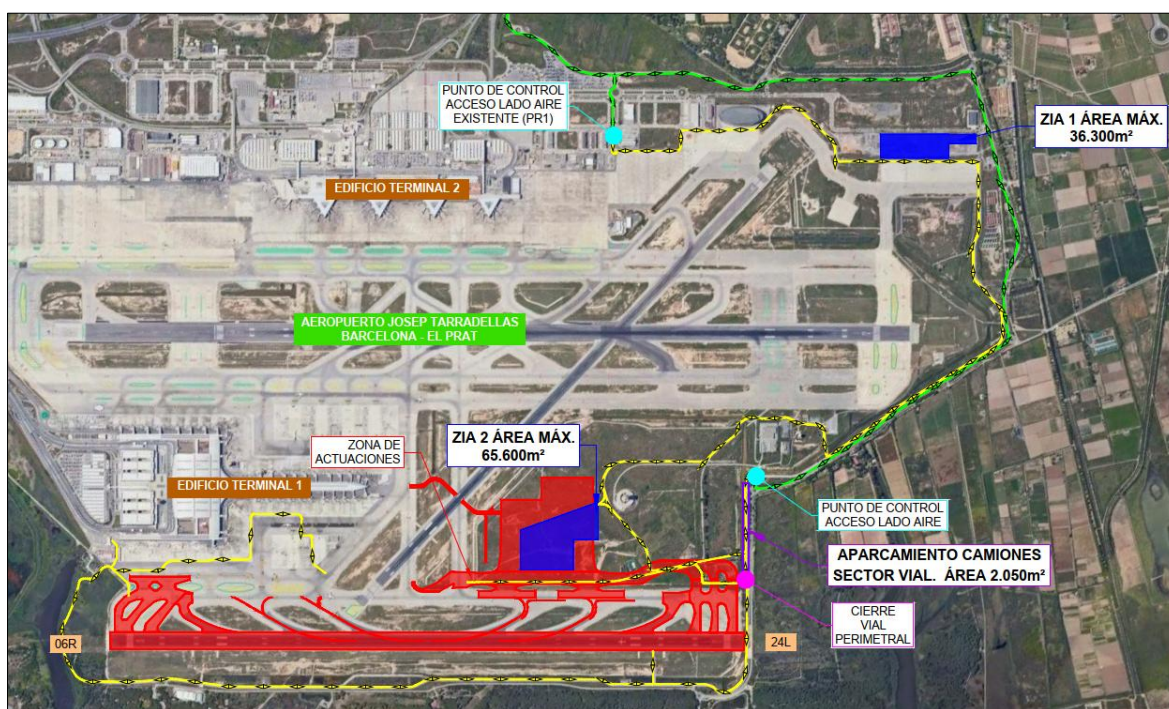 PUNTO DE CONTROL
ACCESO LADO AIRE
EXISTENTE (PR1)
ZIA 1 ÁREA MÁX.
36.300m²
EDIFICIO TERMINAL 2
AEROPUERTO JOSEP TARRADELLAS
BARCELONA - EL PRAT
ZONA DE
ACTUACIONES
ZIA 2 ÁREA MÁX.
65.600m²
EDIFICIO TERMINAL 1
PUNTO DE CONTROL
ACCESO LADO AIRE
APARCAMIENTO CAMIONES
SECTOR VIAL. ÁREA 2.050m²
CIERRE
VIAL
PERIMETRAL
06R
24L